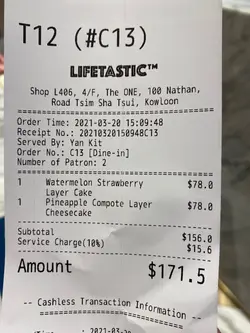 T12 (#C13)
LIFETASTIC™
Shop L406, 4/F, The ONE, 100 Nathan,
Road Tsim Sha Tsui, Kowloon
Order Time: 2021-03-20 15:09:48
Receipt No.: 20210320150948C13
Served By: Yan Kit
Order No.: C13 [Dine-in]
Number of Patron: 2
1 Watermelon Strawberry $78.0
Layer Cake
1 Pineapple Compote Layer $78.0
Cheesecake
Subtotal $156.0
Service Charge(10%) $15.6
Amount $171.5
-- Cashless Transaction Information --
: 2021-03-20